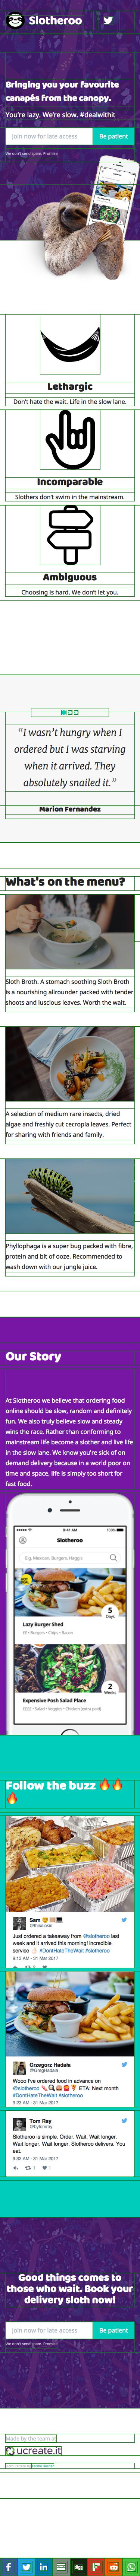 Slotheroo
Bringing you your favourite
canapés from the canopy.
You're lazy. We're slow. #dealwithit
Join now for late access
Be patient
We don't send spam. Promise
Lethargic
Don't hate the wait. Life in the slow lane.
Incomparable
Slothers don't swim in the mainstream.
Ambiguous
Choosing is hard. We don't let you.
“I wasn’t hungry when I
ordered but I was starving
when it arrived. They
absolutely snailed it.”
Marion Fernandez
What's on the menu?
Sloth Broth. A stomach soothing Sloth Broth
is a nourishing allrounder packed with tender
shoots and luscious leaves. Worth the wait.
A selection of medium rare insects, dried
algae and freshly cut cecropia leaves. Perfect
for sharing with friends and family.
Phyllophaga is a super bug packed with fibre,
protein and bit of ooze. Recommended to
wash down with our jungle juice.
Our Story
At Slotheroo we believe that ordering food
online should be slow, random and definitely
fun. We also truly believe slow and steady
wins the race. Rather than conforming to
mainstream life become a slother and live life
in the slow lane. We know you're sick of on
demand delivery because in a world poor on
time and space, life is simply too short for
fast food.
9:41 AM
100%
Slotheroo
E.g. Mexican, Burgers, Haggis
5
Days
Lazy Burger Shed
££ • Burgers • Chips • Bacon
2
Weeks
Expensive Posh Salad Place
Follow the buzz 🔥🔥
🔥
Sam
Just ordered a takeaway from @slotheroo last
week and it arrived this morning! incredible
service #DontHateTheWait #slotheroo
8:13 AM - 31 Mar 2017
Grzegorz Hadala
Wooo I've ordered food in advance on
@slotheroo ETA: Next month
#DontHateTheWait #slotheroo
9:23 AM - 31 Mar 2017
Tom Ray
Slotheroo is simple. Order. Wait. Wait longer.
Wait longer. Wait longer. Slotheroo delivers. You
eat.
9:32 AM - 31 Mar 2017
Good things comes to
those who wait. Book your
delivery sloth now!
Join now for late access
Be patient
We don't send spam. Promise
Made by the team at
ucreate.it